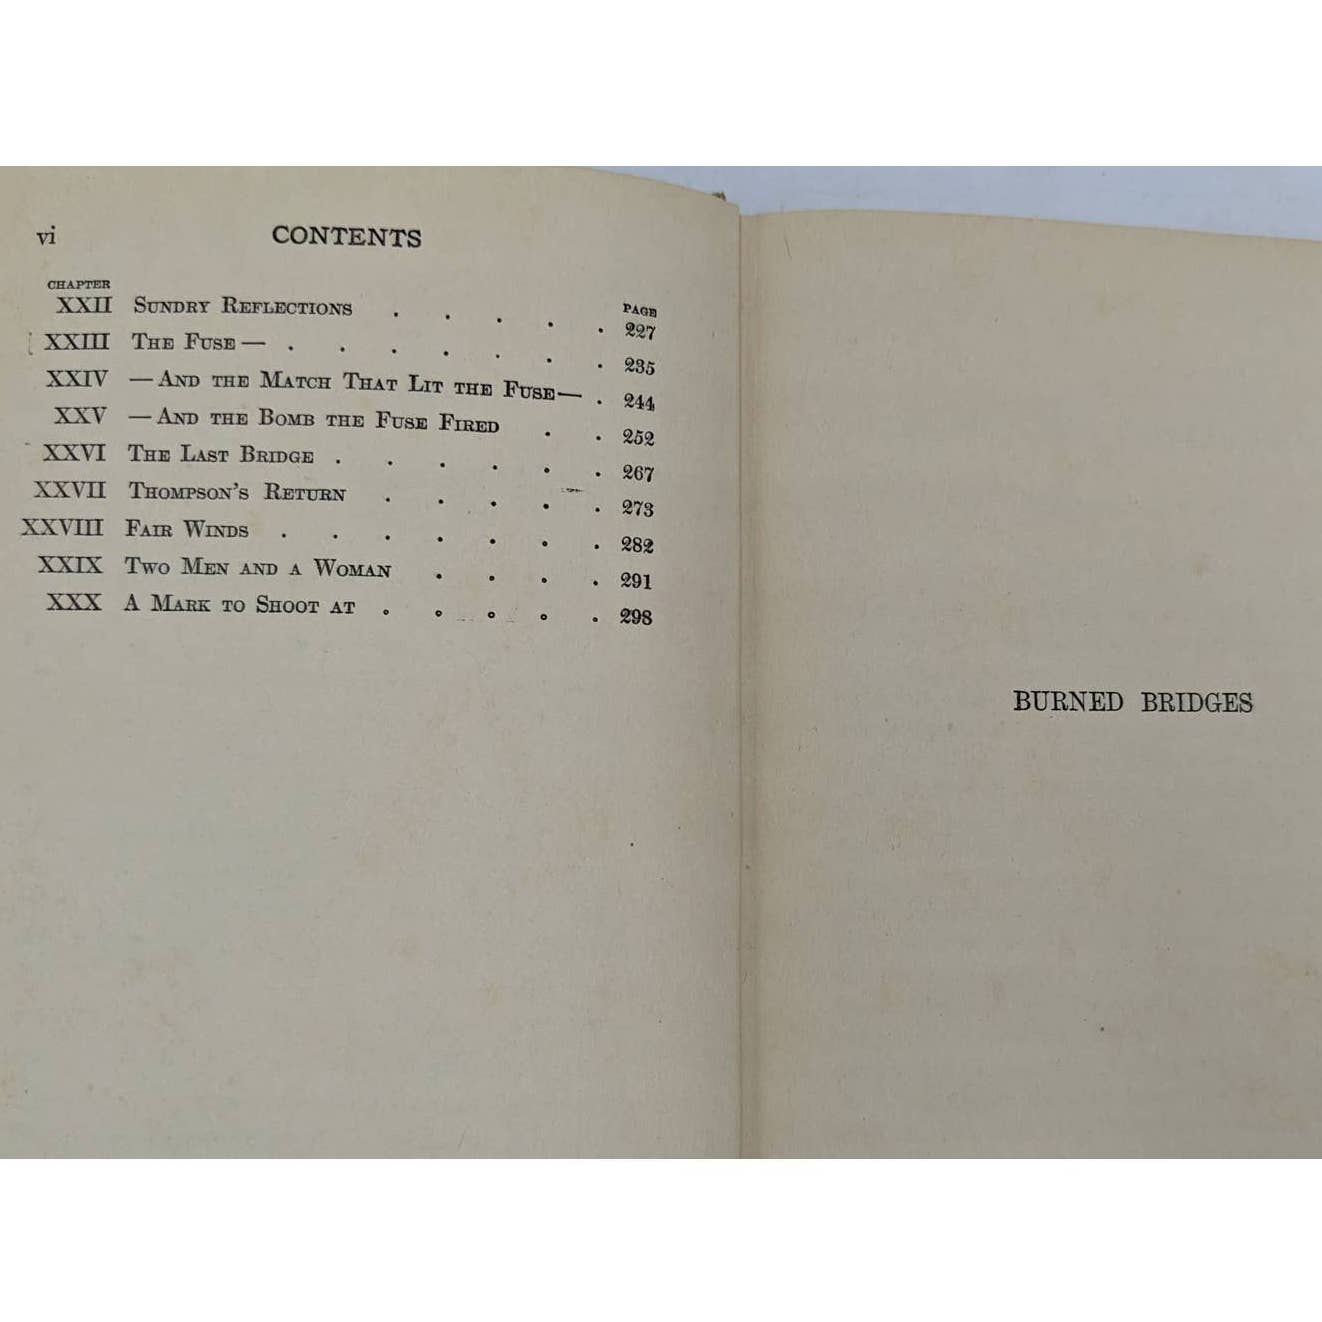 vi CONTENTS
CHAPTER PAGE
XXII SUNDRY REFLECTIONS . . . . . 227
XXIII THE FUSE — . . . . . . . 235
XXIV — AND THE MATCH THAT LIT THE FUSE — . 244
XXV — AND THE BOMB THE FUSE FIRED . . 252
XXVI THE LAST BRIDGE . . . . . . 267
XXVII THOMPSON'S RETURN . . . . . 273
XXVIII FAIR WINDS . . . . . . . 282
XXIX TWO MEN AND A WOMAN . . . . 291
XXX A MARK TO SHOOT AT . . . . . 298
BURNED BRIDGES